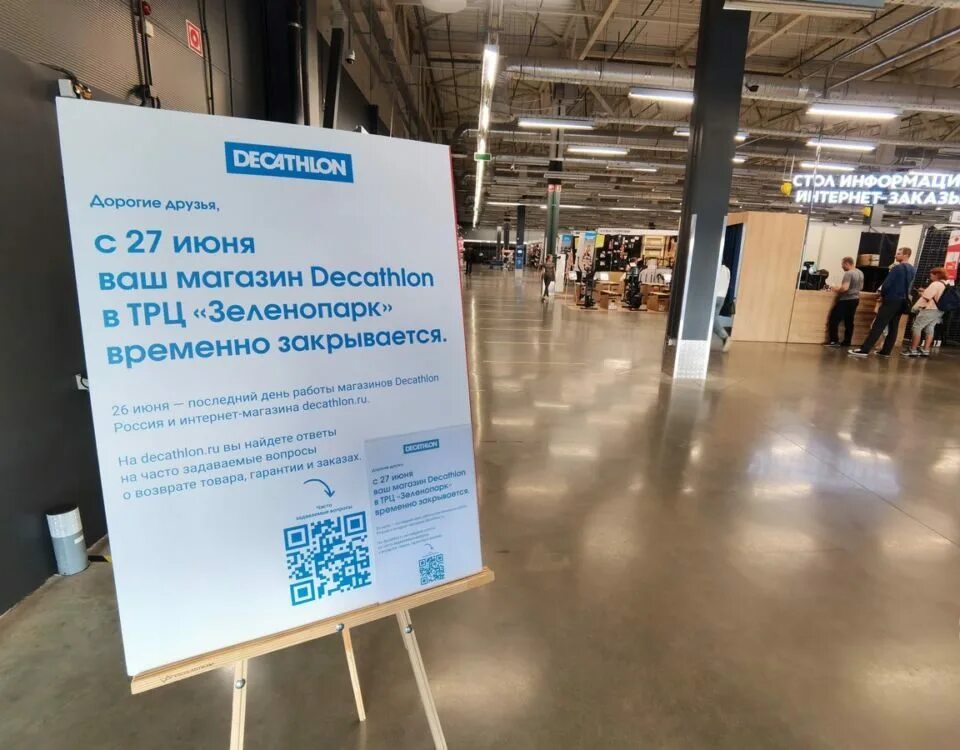 DECATHLON
Дорогие друзья,
с 27 июня
ваш магазин Decathlon
в ТРЦ «Зеленопарк»
временно закрывается.
26 июня — последний день работы магазинов Decathlon
Россия и интернет-магазина decathlon.ru.
На decathlon.ru вы найдете ответы
на часто задаваемые вопросы
о возврате товара, гарантии и заказах.
Часто
задаваемые вопросы
DECATHLON
Дорогие друзья,
с 27 июня
ваш магазин Decathlon
в ТРЦ «Зеленопарк»
временно закрывается.
СТОЛ ИНФОРМАЦИ
ИНТЕРНЕТ-ЗАКАЗЫ